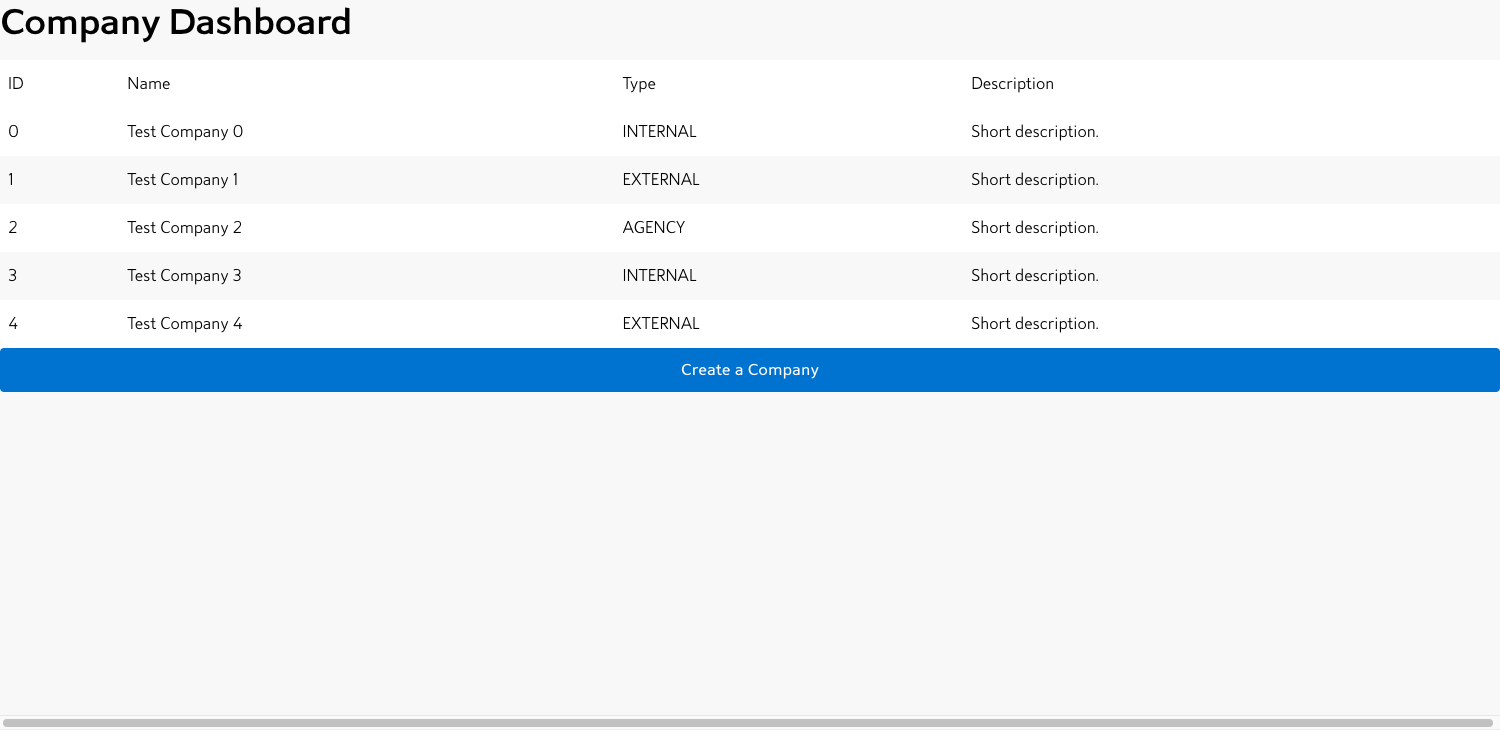 Company Dashboard
ID Name Type Description
0 Test Company 0 INTERNAL Short description.
1 Test Company 1 EXTERNAL Short description.
2 Test Company 2 AGENCY Short description.
3 Test Company 3 INTERNAL Short description.
4 Test Company 4 EXTERNAL Short description.
Create a Company